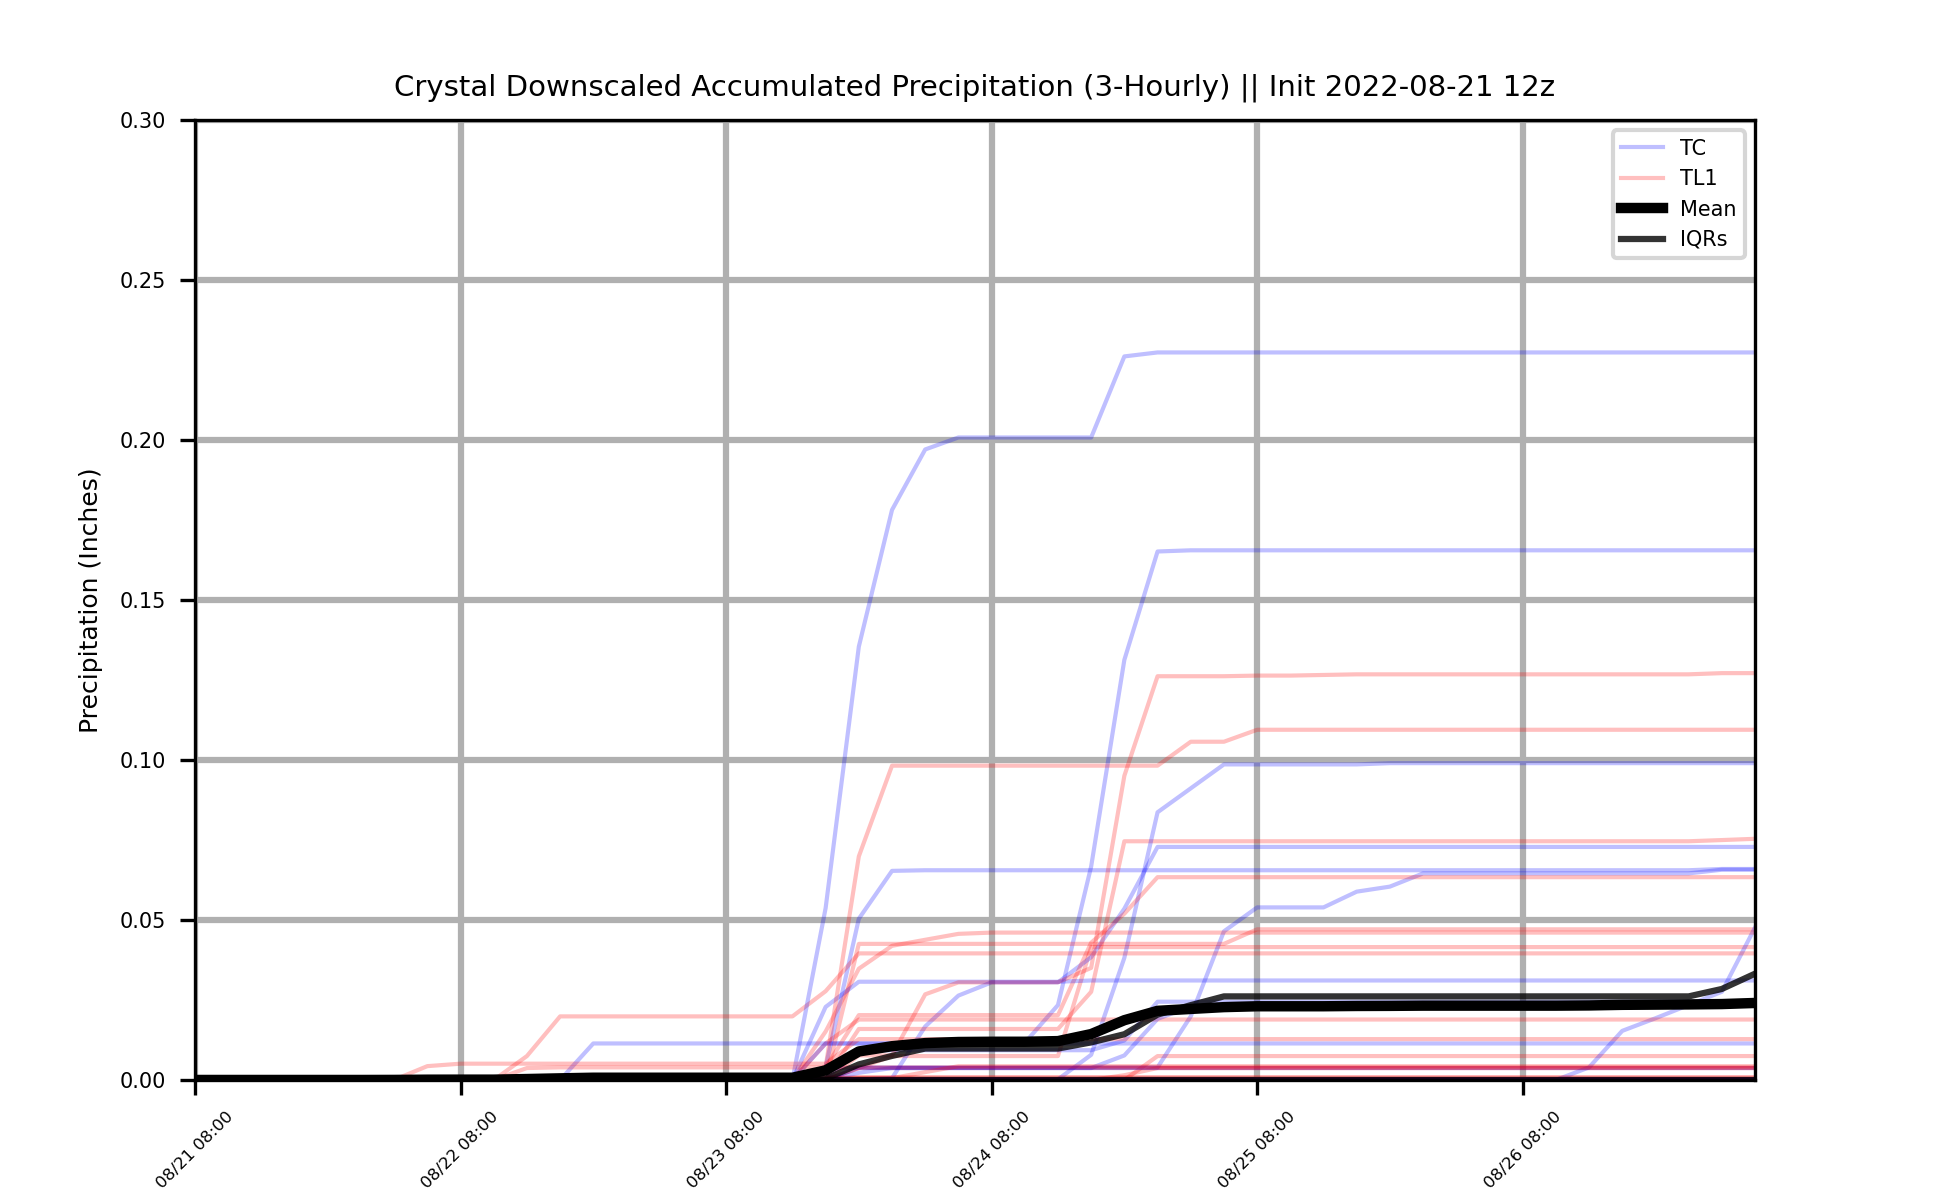 Crystal Downscaled Accumulated Precipitation (3-Hourly) || Init 2022-08-21 12z
0.30
0.25
0.20
0.15
0.10
0.05
0.00
Precipitation (Inches)
TC
TL1
Mean
IQRs
08/21 08:00
08/22 08:00
08/23 08:00
08/24 08:00
08/25 08:00
08/26 08:00